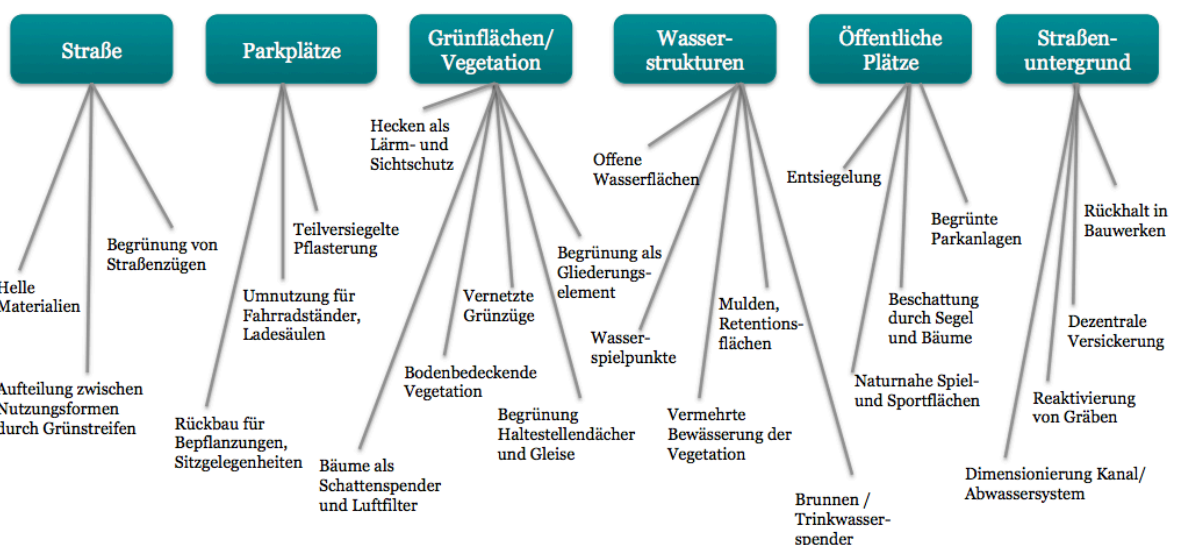 Straße
Parkplätze
Grünflächen/
Vegetation
Wasser-
strukturen
Öffentliche
Plätze
Straßen-
untergrund
Helle
Materialien
Aufteilung zwischen
Nutzungsformen
durch Grünstreifen
Begrünung von
Straßenzügen
Rückbau für
Bepflanzungen,
Sitzgelegenheiten
Umnutzung für
Fahrradständer,
Ladesäulen
Teilversiegelte
Pflasterung
Hecken als
Lärm- und
Sichtschutz
Bäume als
Schattenspender
und Luftfilter
Bodenbedeckende
Vegetation
Vernetzte
Grünzüge
Begrünung
Haltestellendächer
und Gleise
Begrünung als
Gliederungs-
element
Offene
Wasserflächen
Wasser-
spielpunkte
Vermehrte
Bewässerung der
Vegetation
Mulden,
Retentions-
flächen
Brunnen /
Trinkwasser-
spender
Entsiegelung
Naturnahe Spiel-
und Sportflächen
Beschattung
durch Segel
und Bäume
Begrünte
Parkanlagen
Dimensionierung Kanal/
Abwassersystem
Reaktivierung
von Gräben
Dezentrale
Versickerung
Rückhalt in
Bauwerken